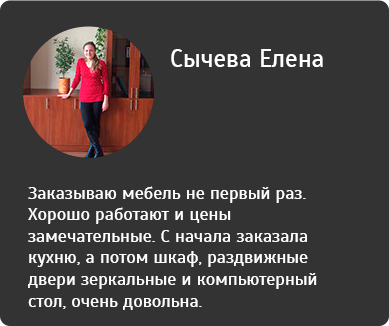 Сычева Елена
Заказываю мебель не первый раз.
Хорошо работают и цены
замечательные. С начала заказала
кухню, а потом шкаф, раздвижные
двери зеркальные и компьютерный
стол, очень довольна.